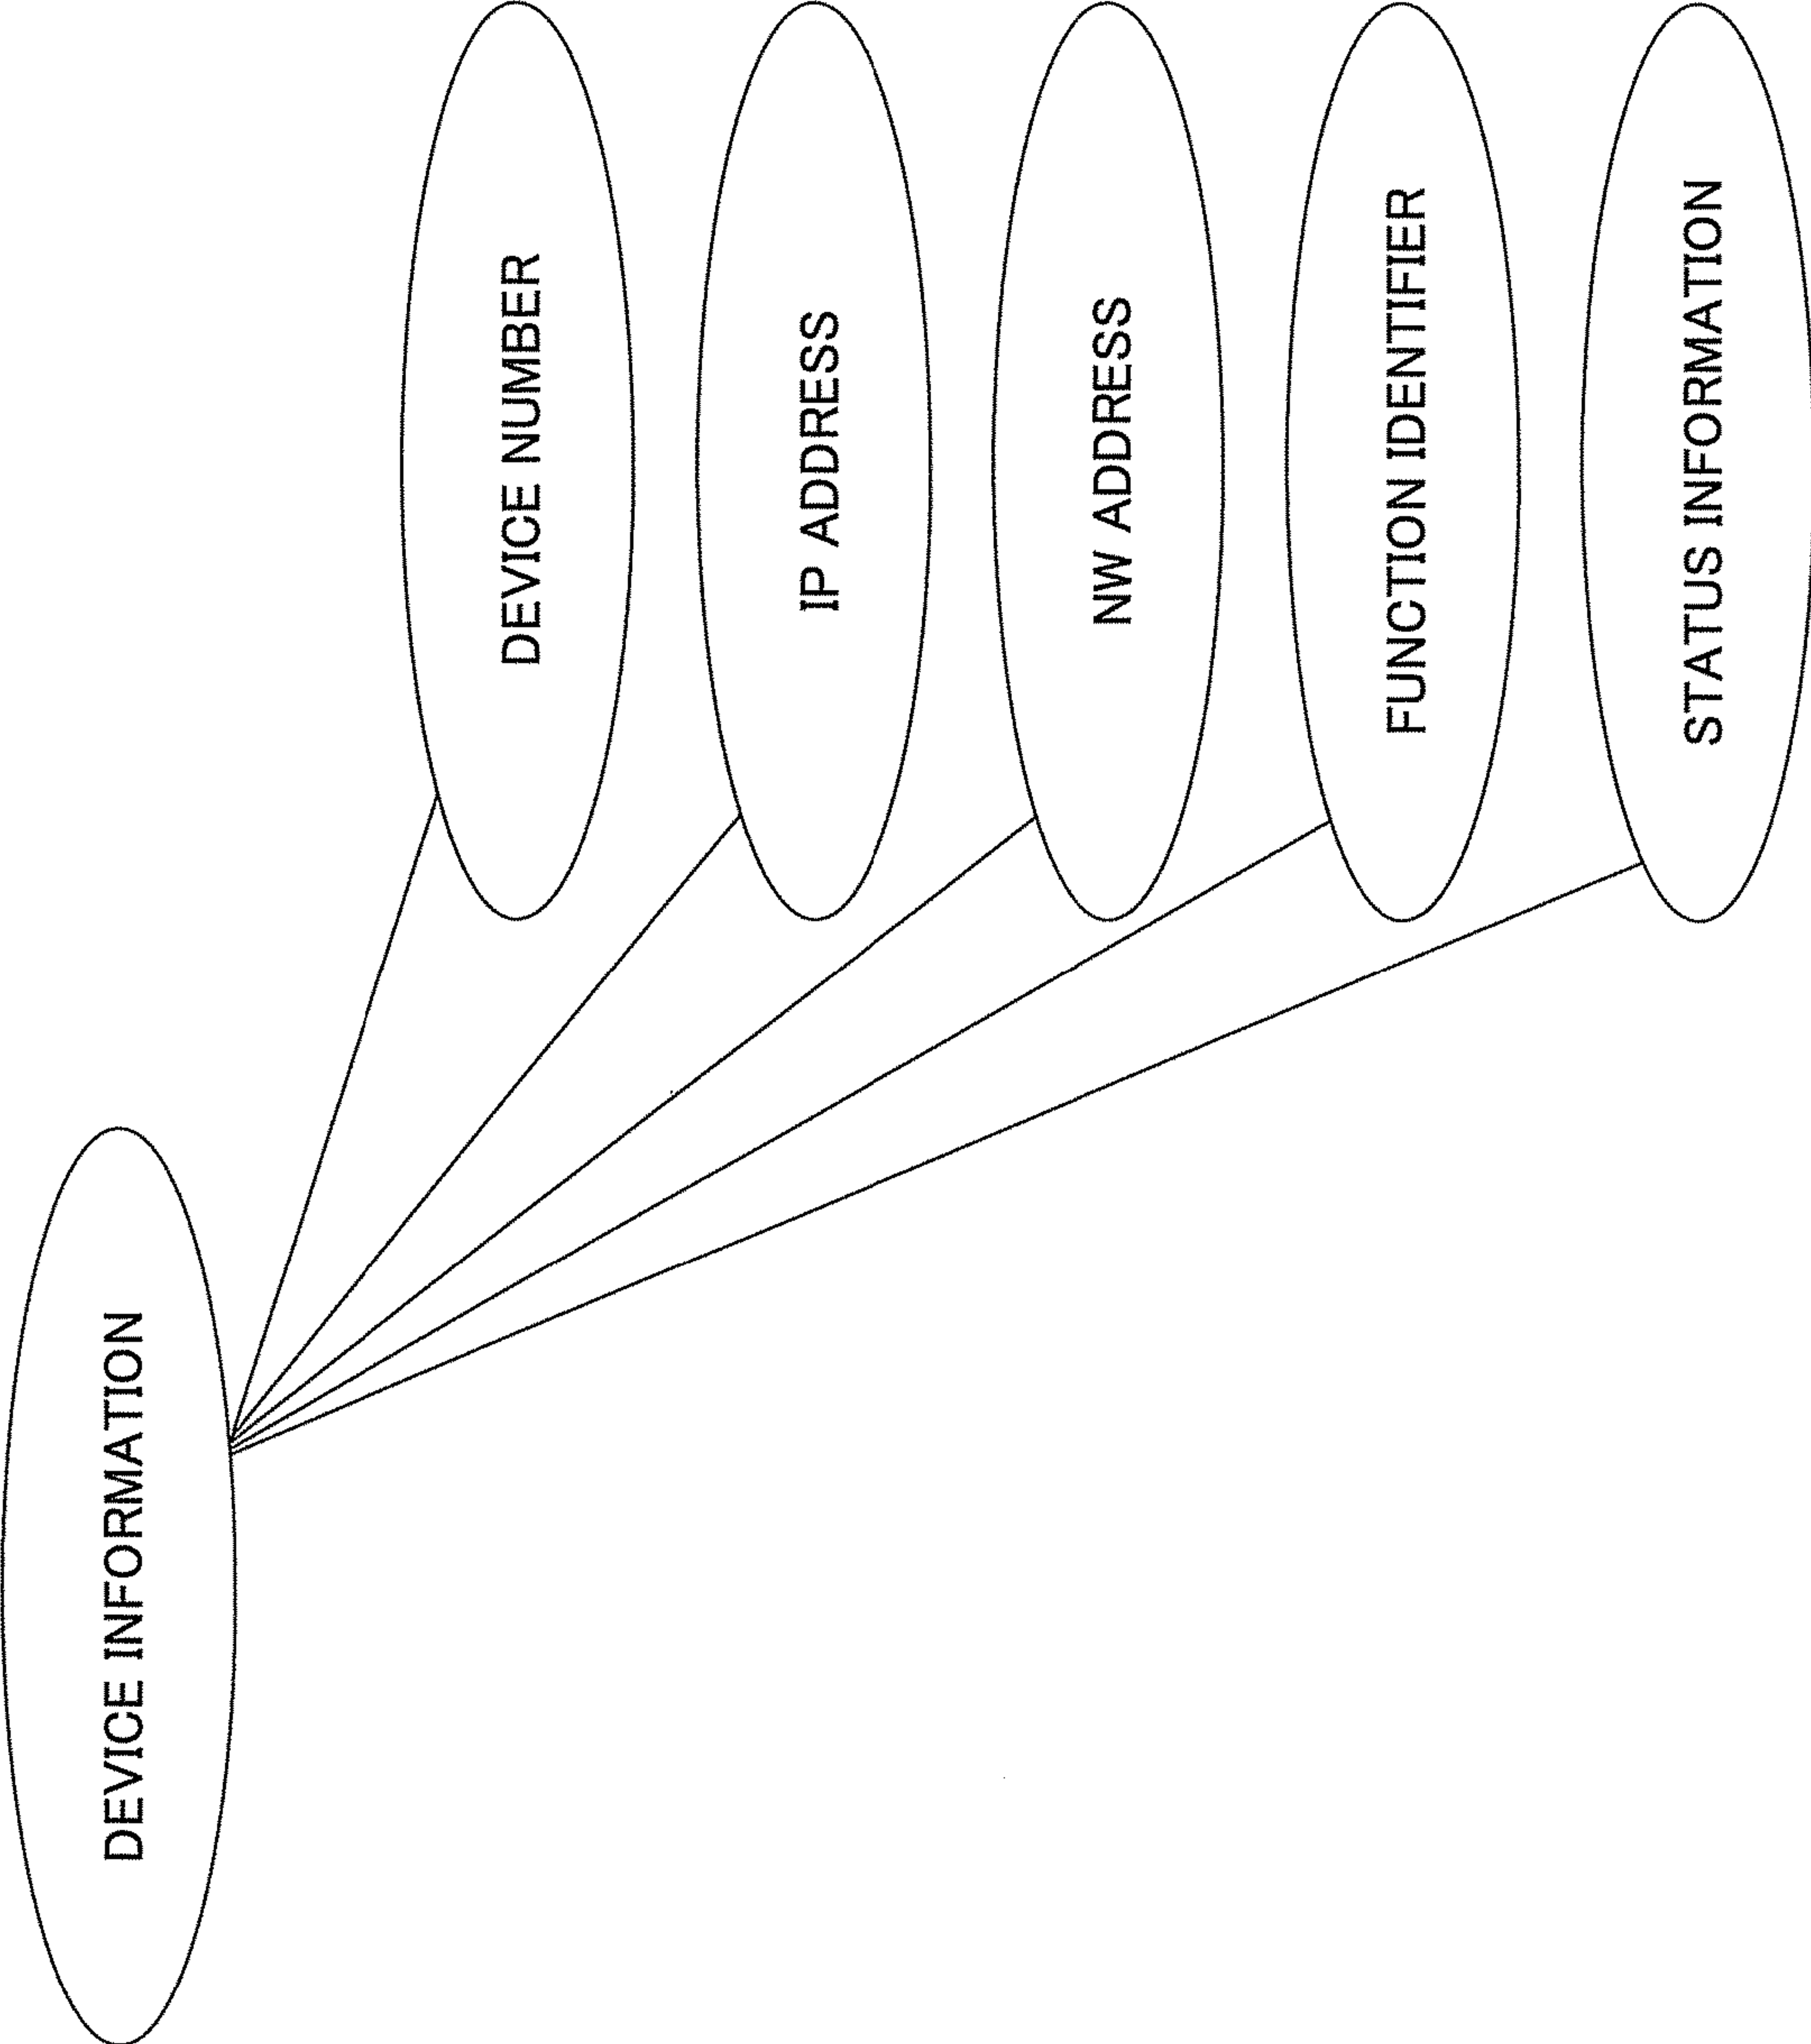 DEVICE INFORMATION
DEVICE NUMBER
IP ADDRESS
NW ADDRESS
FUNCTION IDENTIFIER
STATUS INFORMATION